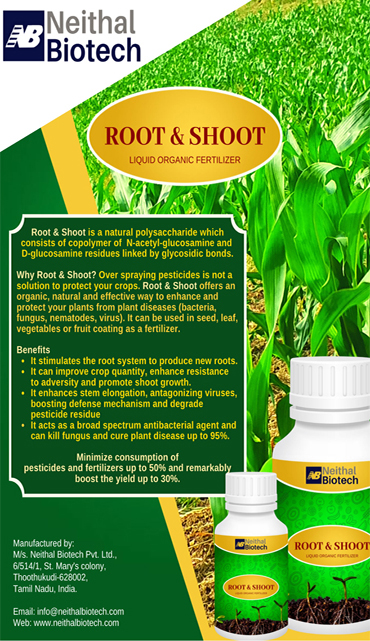 NB Neithal
Biotech
ROOT & SHOOT
LIQUID ORGANIC FERTILIZER
Root & Shoot is a natural polysaccharide which
consists of copolymer of N-acetyl-glucosamine and
D-glucosamine residues linked by glycosidic bonds.
Why Root & Shoot? Over spraying pesticides is not a
solution to protect your crops. Root & Shoot offers an
organic, natural and effective way to enhance and
protect your plants from plant diseases (bacteria,
fungus, nematodes, virus). It can be used in seed, leaf,
vegetables or fruit coating as a fertilizer.
Benefits
• It stimulates the root system to produce new roots.
• It can improve crop quantity, enhance resistance
to adversity and promote shoot growth.
• It enhances stem elongation, antagonizing viruses,
boosting defense mechanism and degrade
pesticide residue
• It acts as a broad spectrum antibacterial agent and
can kill fungus and cure plant disease up to 95%.
Minimize consumption of
pesticides and fertilizers up to 50% and remarkably
boost the yield up to 30%.
NB Neithal
Biotech
ROOT & SHOOT
LIQUID ORGANIC FERTILIZER
NB Neithal
Biotech
ROOT & SHOOT
LIQUID ORGANIC FERTILIZER
Manufactured by:
M/s. Neithal Biotech Pvt. Ltd.,
6/514/1, St. Mary's colony,
Thoothukudi-628002,
Tamil Nadu, India.
Email: info@neithalbiotech.com
Web: www.neithalbiotech.com